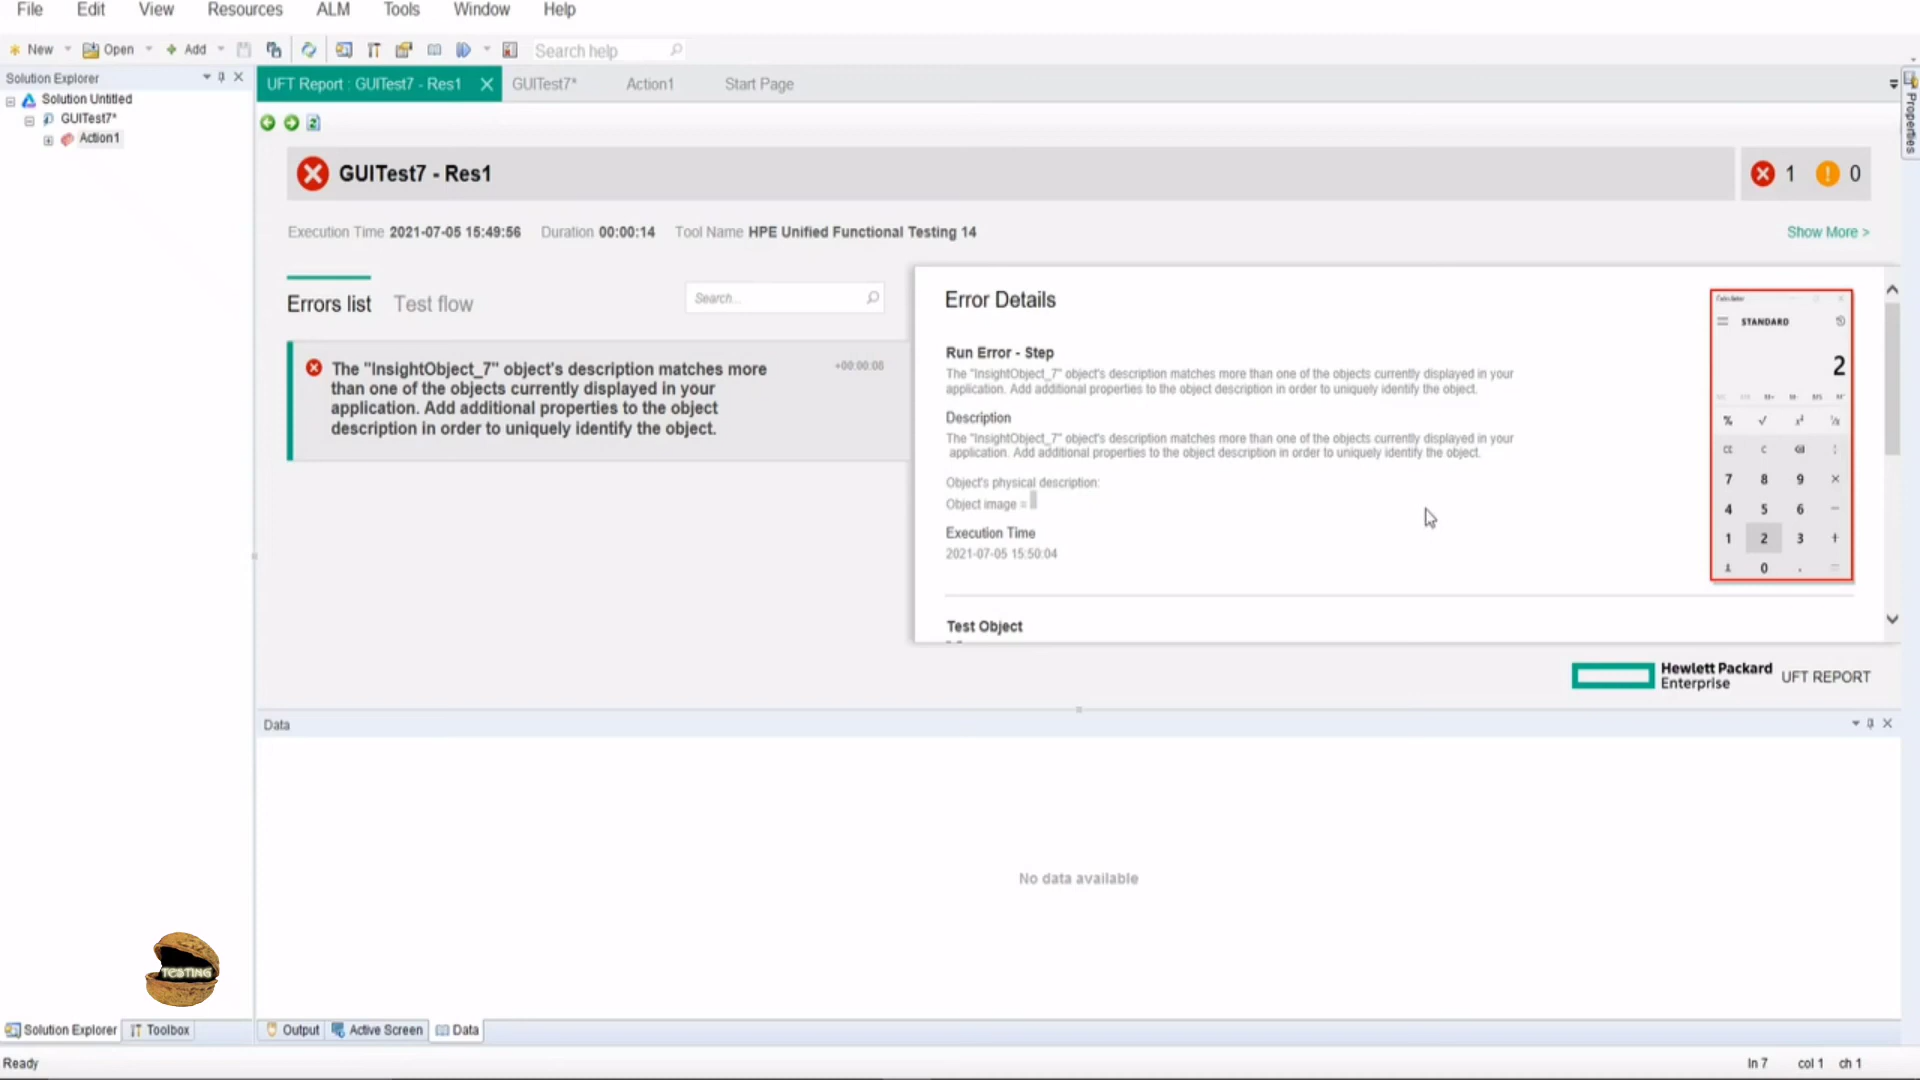 File Edit View Resources ALM Tools Window Help
New Open Add Search help
Solution Explorer
UFT Report : GUITest7 - Res1 GUITest7* Action1 Start Page
Properties
Solution Untitled
GUITest7*
Action1
GUITest7 - Res1 1 0
Execution Time 2021-07-05 15:49:56 Duration 00:00:14 Tool Name HPE Unified Functional Testing 14 Show More >
Errors list Test flow Search...
The "InsightObject_7" object's description matches more +00:00:08
than one of the objects currently displayed in your
application. Add additional properties to the object
description in order to uniquely identify the object.
Error Details
Run Error - Step
The "InsightObject_7" object's description matches more than one of the objects currently displayed in your
application. Add additional properties to the object description in order to uniquely identify the object.
Description
The "InsightObject_7" object's description matches more than one of the objects currently displayed in your
application. Add additional properties to the object description in order to uniquely identify the object.
Object's physical description:
Object image =
Execution Time
2021-07-05 15:50:04
Test Object
Calculator
STANDARD
2
% √ x² ¹/x
CE C
7 8 9 ×
4 5 6 −
1 2 3 +
0 .
Hewlett Packard
Enterprise
UFT REPORT
Data
No data available
TESTING
Solution Explorer Toolbox Output Active Screen Data
Ready ln 7 col 1 ch 1